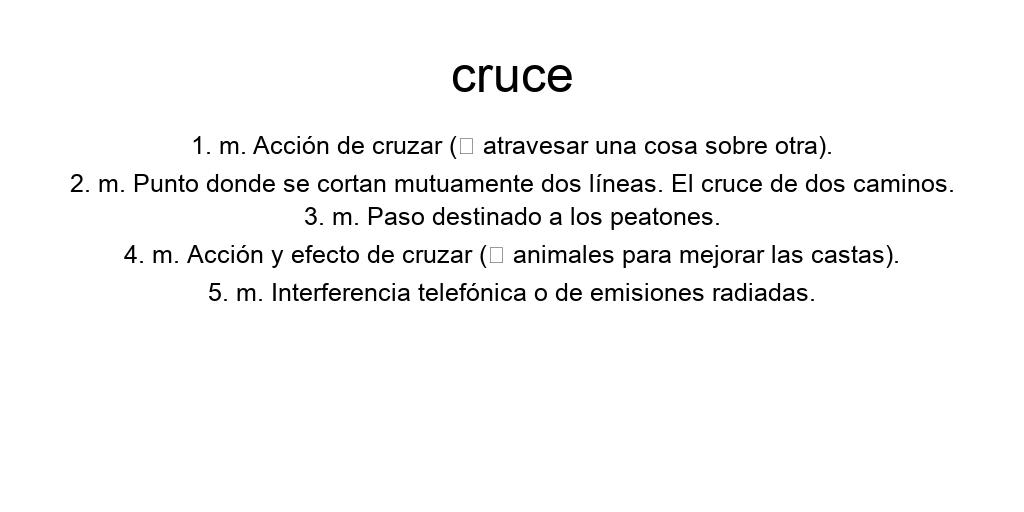 cruce
1. m. Acción de cruzar (□ atravesar una cosa sobre otra).
2. m. Punto donde se cortan mutuamente dos líneas. El cruce de dos caminos.
3. m. Paso destinado a los peatones.
4. m. Acción y efecto de cruzar (□ animales para mejorar las castas).
5. m. Interferencia telefónica o de emisiones radiadas.